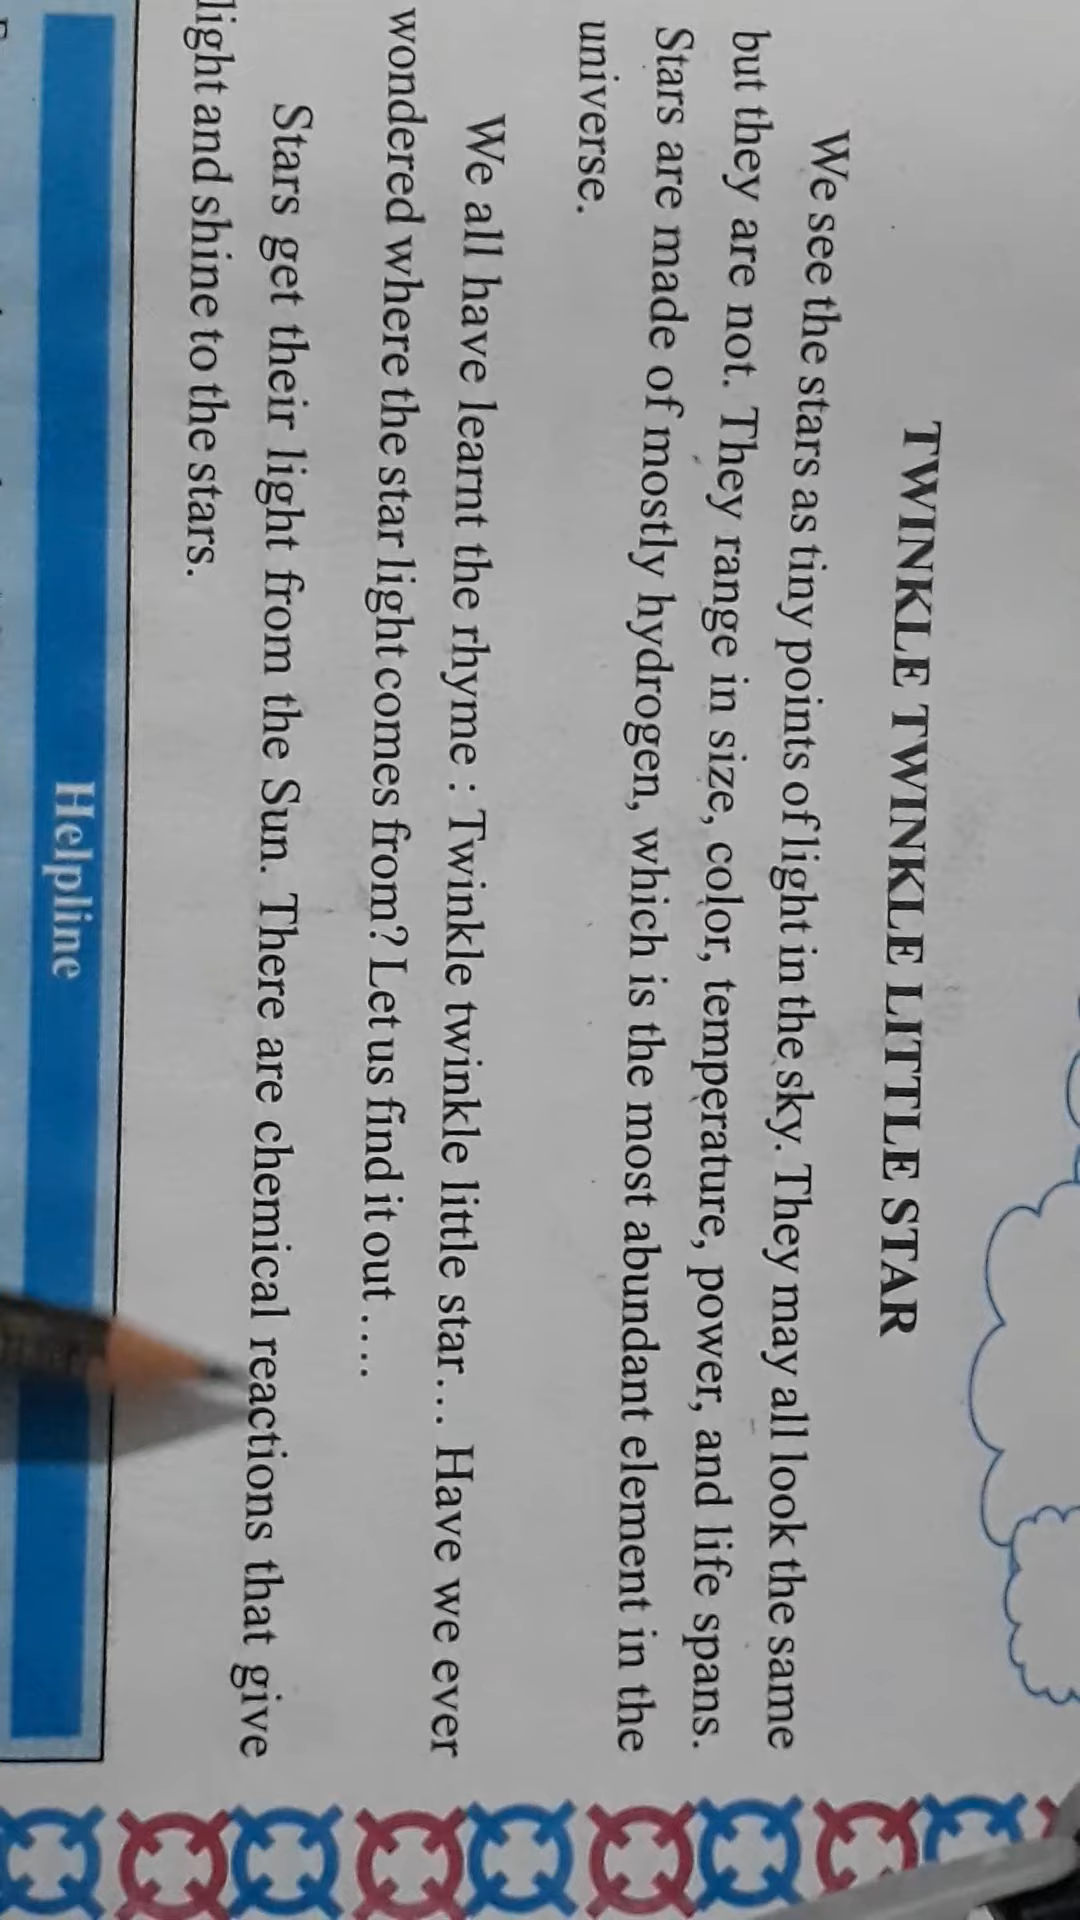 TWINKLE TWINKLE LITTLE STAR
We see the stars as tiny points of light in the sky. They may all look the same
but they are not. They range in size, color, temperature, power, and life spans.
Stars are made of mostly hydrogen, which is the most abundant element in the
universe.
We all have learnt the rhyme : Twinkle twinkle little star... Have we ever
wondered where the star light comes from? Let us find it out ....
Stars get their light from the Sun. There are chemical reactions that give
light and shine to the stars.
Helpline